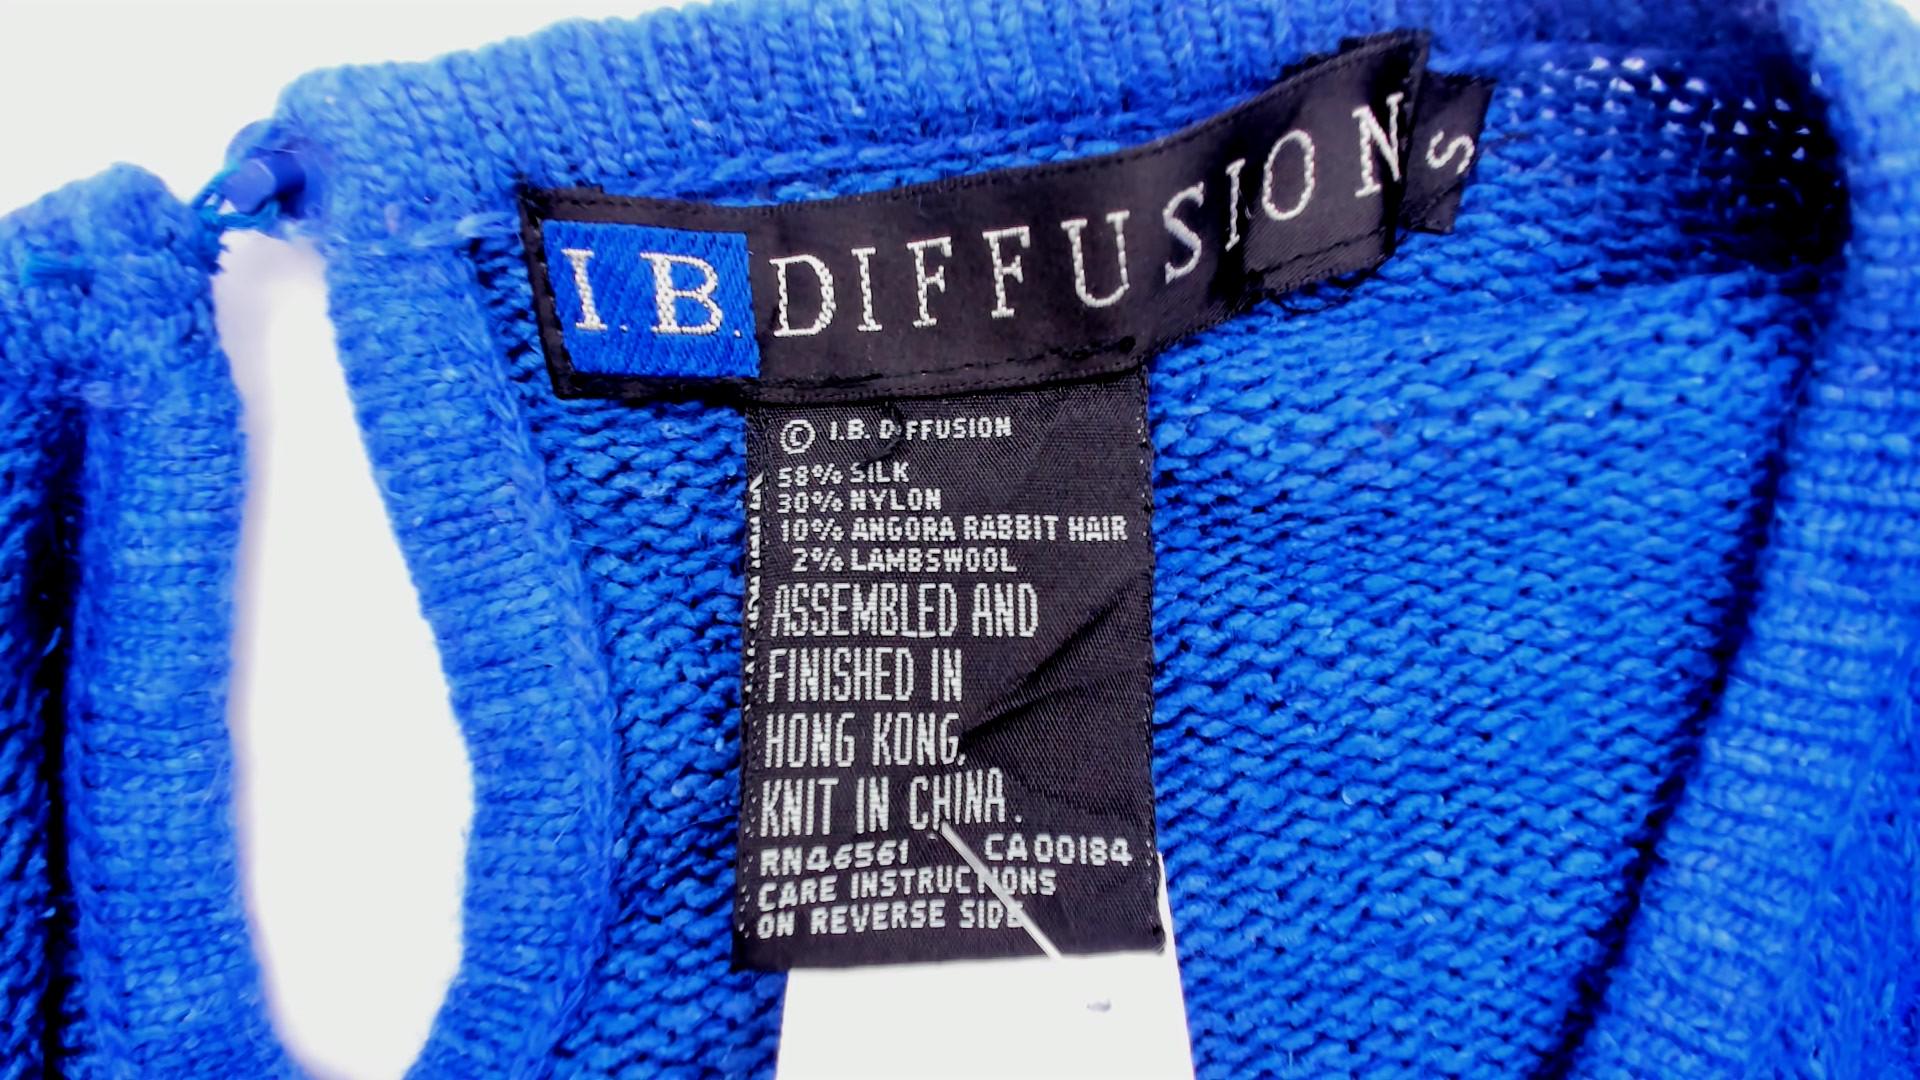 I.B. DIFFUSION S
© I.B. DIFFUSION
58% SILK
30% NYLON
10% ANGORA RABBIT HAIR
2% LAMBSWOOL
ASSEMBLED AND
FINISHED IN
HONG KONG,
KNIT IN CHINA.
RN46561 CA00184
CARE INSTRUCTIONS
ON REVERSE SIDE